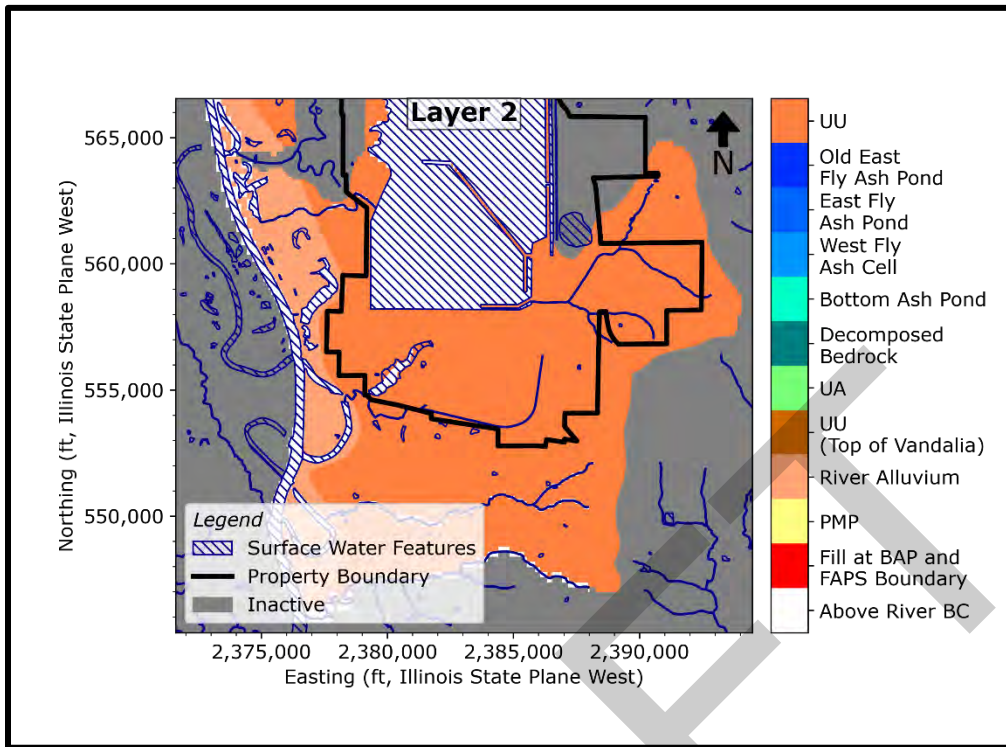 Layer 2
N
565,000
560,000
555,000
550,000
Northing (ft, Illinois State Plane West)
2,375,000
2,380,000
2,385,000
2,390,000
Easting (ft, Illinois State Plane West)
Legend
Surface Water Features
Property Boundary
Inactive
UU
Old East
Fly Ash Pond
East Fly
Ash Pond
West Fly
Ash Cell
Bottom Ash Pond
Decomposed
Bedrock
UA
UU
(Top of Vandalia)
River Alluvium
PMP
Fill at BAP and
FAPS Boundary
Above River BC